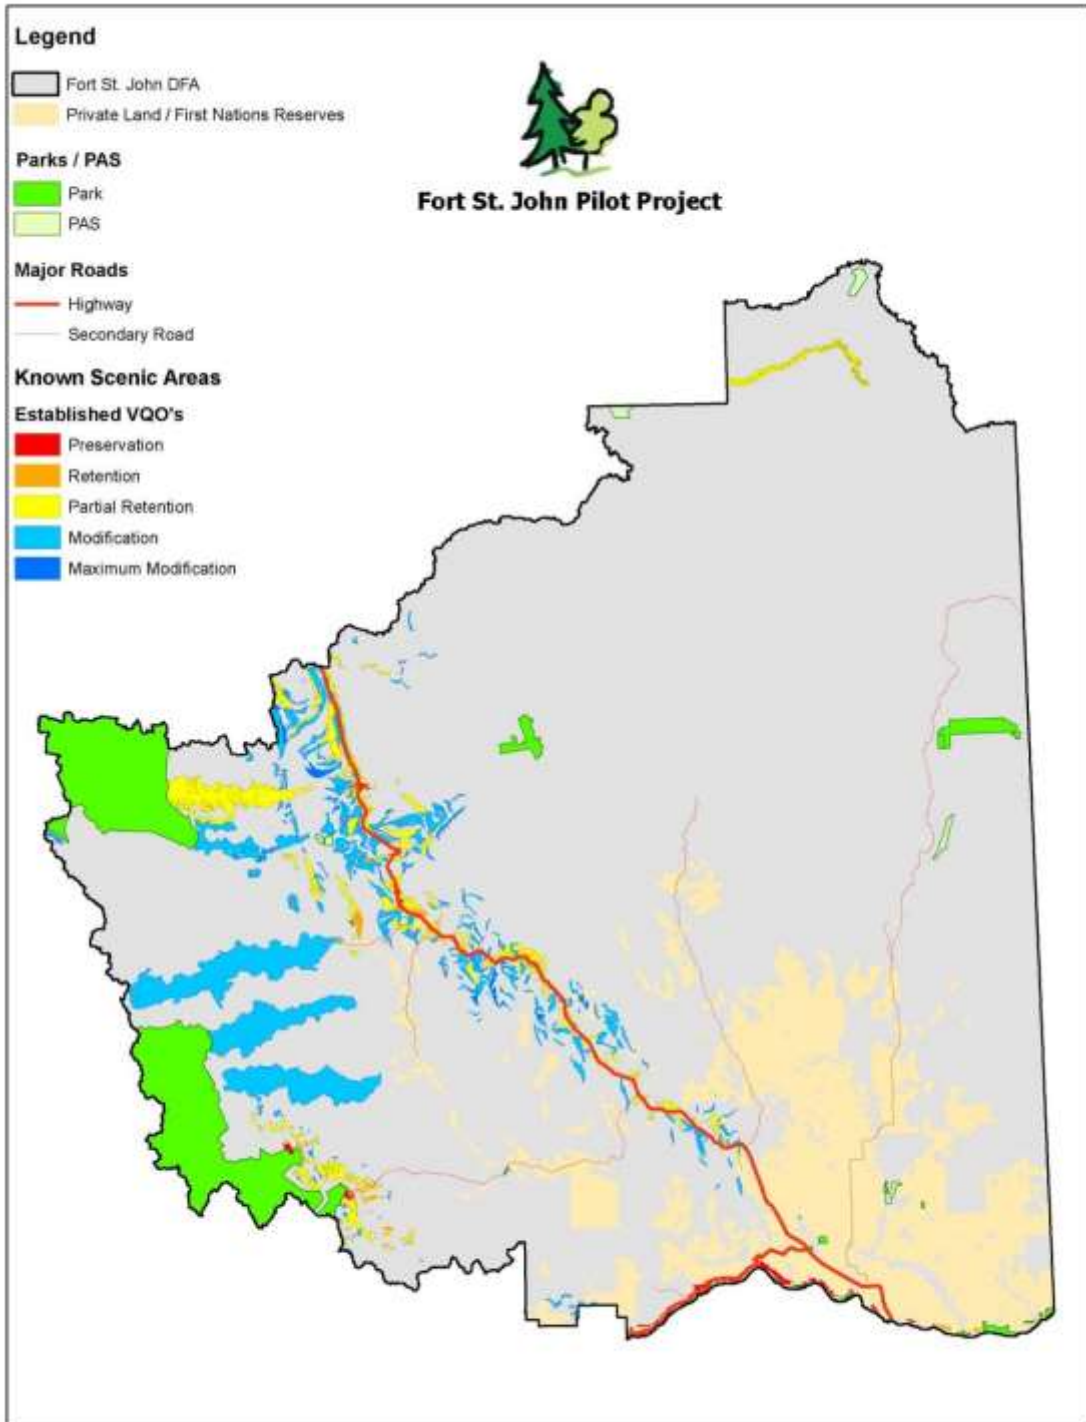 Legend
Fort St. John DFA
Private Land / First Nations Reserves
Parks / PAS
Park
PAS
Major Roads
Highway
Secondary Road
Known Scenic Areas
Established VQO's
Preservation
Retention
Partial Retention
Modification
Maximum Modification
Fort St. John Pilot Project